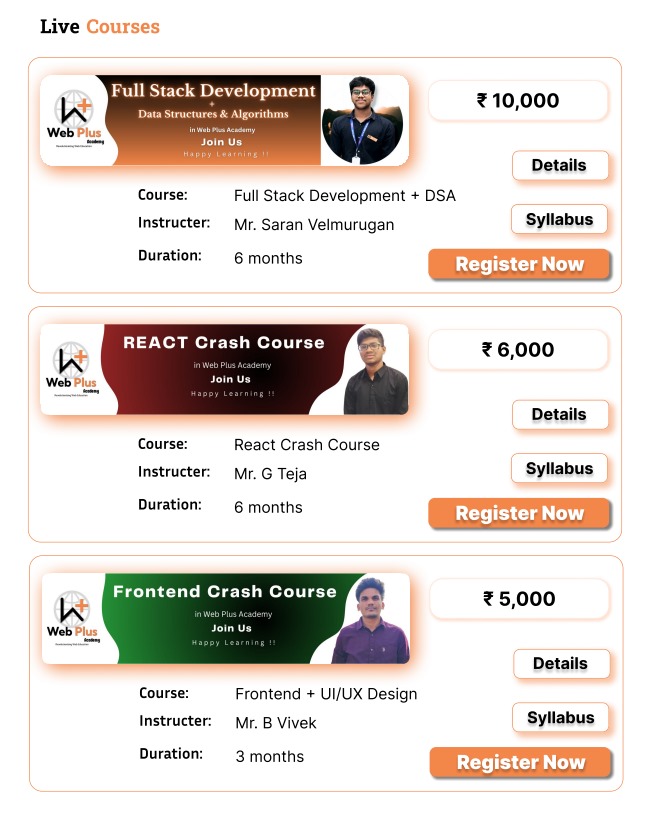 Live Courses
Full Stack Development
+
Data Structures & Algorithms
in Web Plus Academy
Join Us
Happy Learning !!
Web Plus
Academy
₹ 10,000
Details
Syllabus
Register Now
Course: Full Stack Development + DSA
Instructer: Mr. Saran Velmurugan
Duration: 6 months
REACT Crash Course
in Web Plus Academy
Join Us
Happy Learning !!
Web Plus
Academy
₹ 6,000
Details
Syllabus
Register Now
Course: React Crash Course
Instructer: Mr. G Teja
Duration: 6 months
Frontend Crash Course
in Web Plus Academy
Join Us
Happy Learning !!
Web Plus
Academy
₹ 5,000
Details
Syllabus
Register Now
Course: Frontend + UI/UX Design
Instructer: Mr. B Vivek
Duration: 3 months